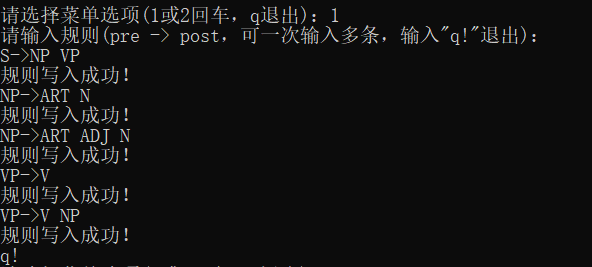 请选择菜单选项(1或2回车，q退出)：1
请输入规则(pre -> post，可一次输入多条，输入"q!"退出)：
S->NP VP
规则写入成功！
NP->ART N
规则写入成功！
NP->ART ADJ N
规则写入成功！
VP->V
规则写入成功！
VP->V NP
规则写入成功！
q!